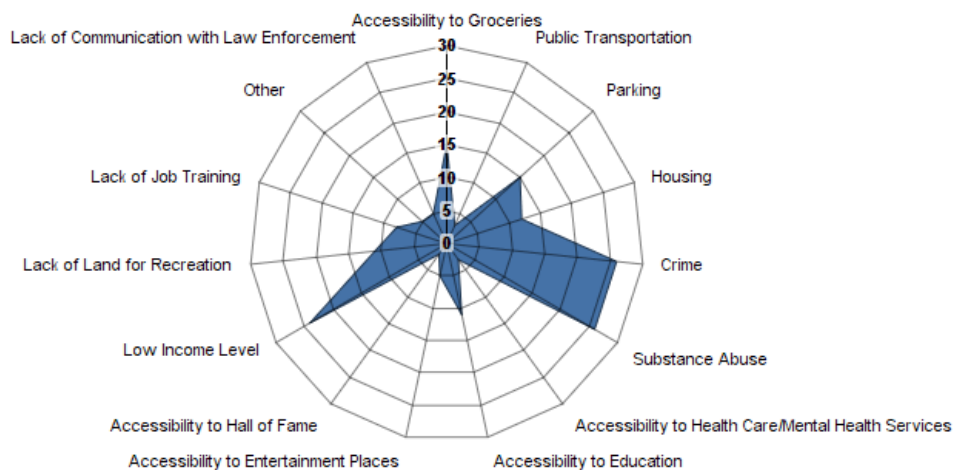 Accessibility to Groceries
Lack of Communication with Law Enforcement
Public Transportation
30
25
Other
Parking
20
15
Lack of Job Training
Housing
10
5
0
Lack of Land for Recreation
Crime
Low Income Level
Substance Abuse
Accessibility to Hall of Fame
Accessibility to Health Care/Mental Health Services
Accessibility to Entertainment Places
Accessibility to Education